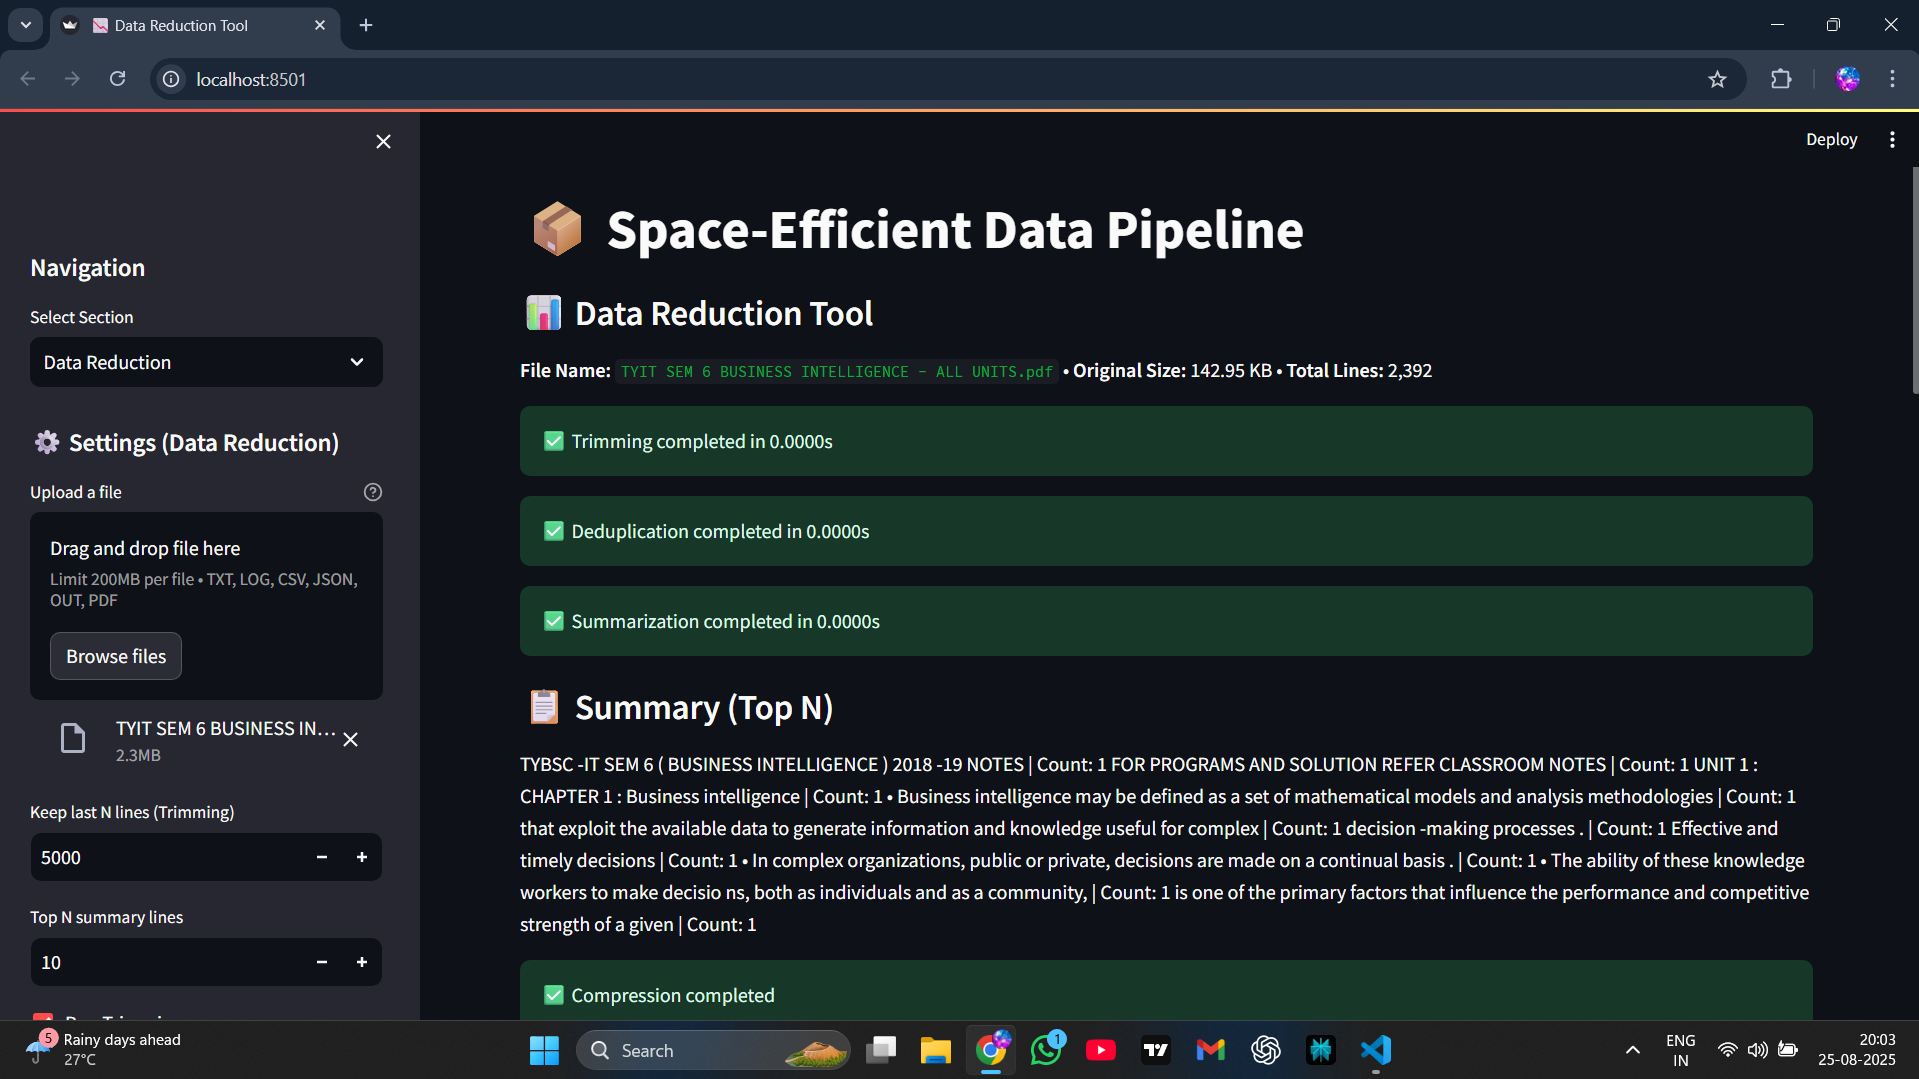 Data Reduction Tool
localhost:8501
Deploy
Navigation
Select Section
Data Reduction
Settings (Data Reduction)
Upload a file
Drag and drop file here
Limit 200MB per file • TXT, LOG, CSV, JSON,
OUT, PDF
Browse files
TYIT SEM 6 BUSINESS IN...
2.3MB
Keep last N lines (Trimming)
5000
Top N summary lines
10
Space-Efficient Data Pipeline
Data Reduction Tool
File Name: TYIT SEM 6 BUSINESS INTELLIGENCE - ALL UNITS.pdf • Original Size: 142.95 KB • Total Lines: 2,392
Trimming completed in 0.0000s
Deduplication completed in 0.0000s
Summarization completed in 0.0000s
Summary (Top N)
TYBSC -IT SEM 6 ( BUSINESS INTELLIGENCE ) 2018 -19 NOTES | Count: 1 FOR PROGRAMS AND SOLUTION REFER CLASSROOM NOTES | Count: 1 UNIT 1 :
CHAPTER 1 : Business intelligence | Count: 1 • Business intelligence may be defined as a set of mathematical models and analysis methodologies | Count: 1
that exploit the available data to generate information and knowledge useful for complex | Count: 1 decision -making processes . | Count: 1 Effective and
timely decisions | Count: 1 • In complex organizations, public or private, decisions are made on a continual basis . | Count: 1 • The ability of these knowledge
workers to make decisio ns, both as individuals and as a community, | Count: 1 is one of the primary factors that influence the performance and competitive
strength of a given | Count: 1
Compression completed
5
Rainy days ahead
27°C
Search
1
ENG
IN
20:03
25-08-2025